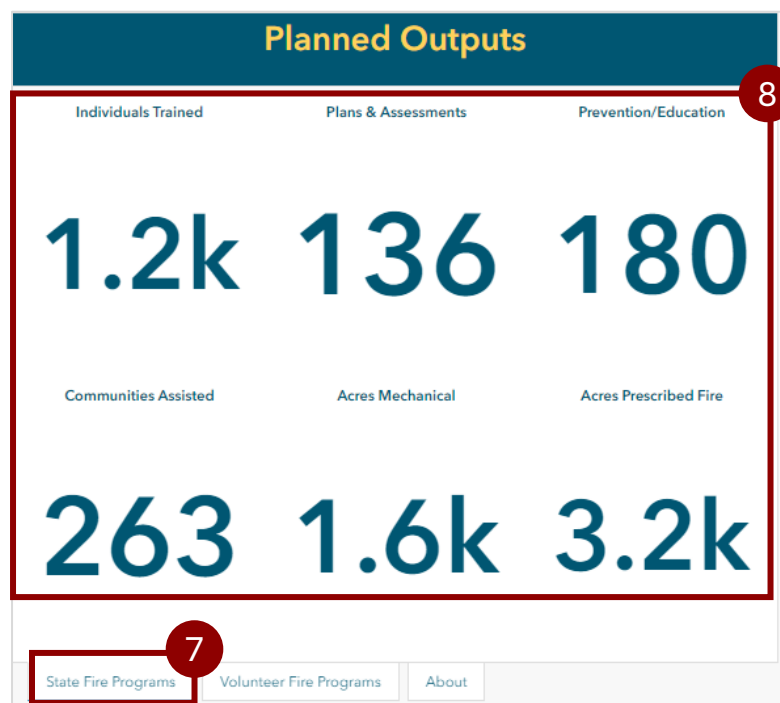 Planned Outputs
8
Individuals Trained Plans & Assessments Prevention/Education
1.2k 136 180
Communities Assisted Acres Mechanical Acres Prescribed Fire
263 1.6k 3.2k
7
State Fire Programs Volunteer Fire Programs About